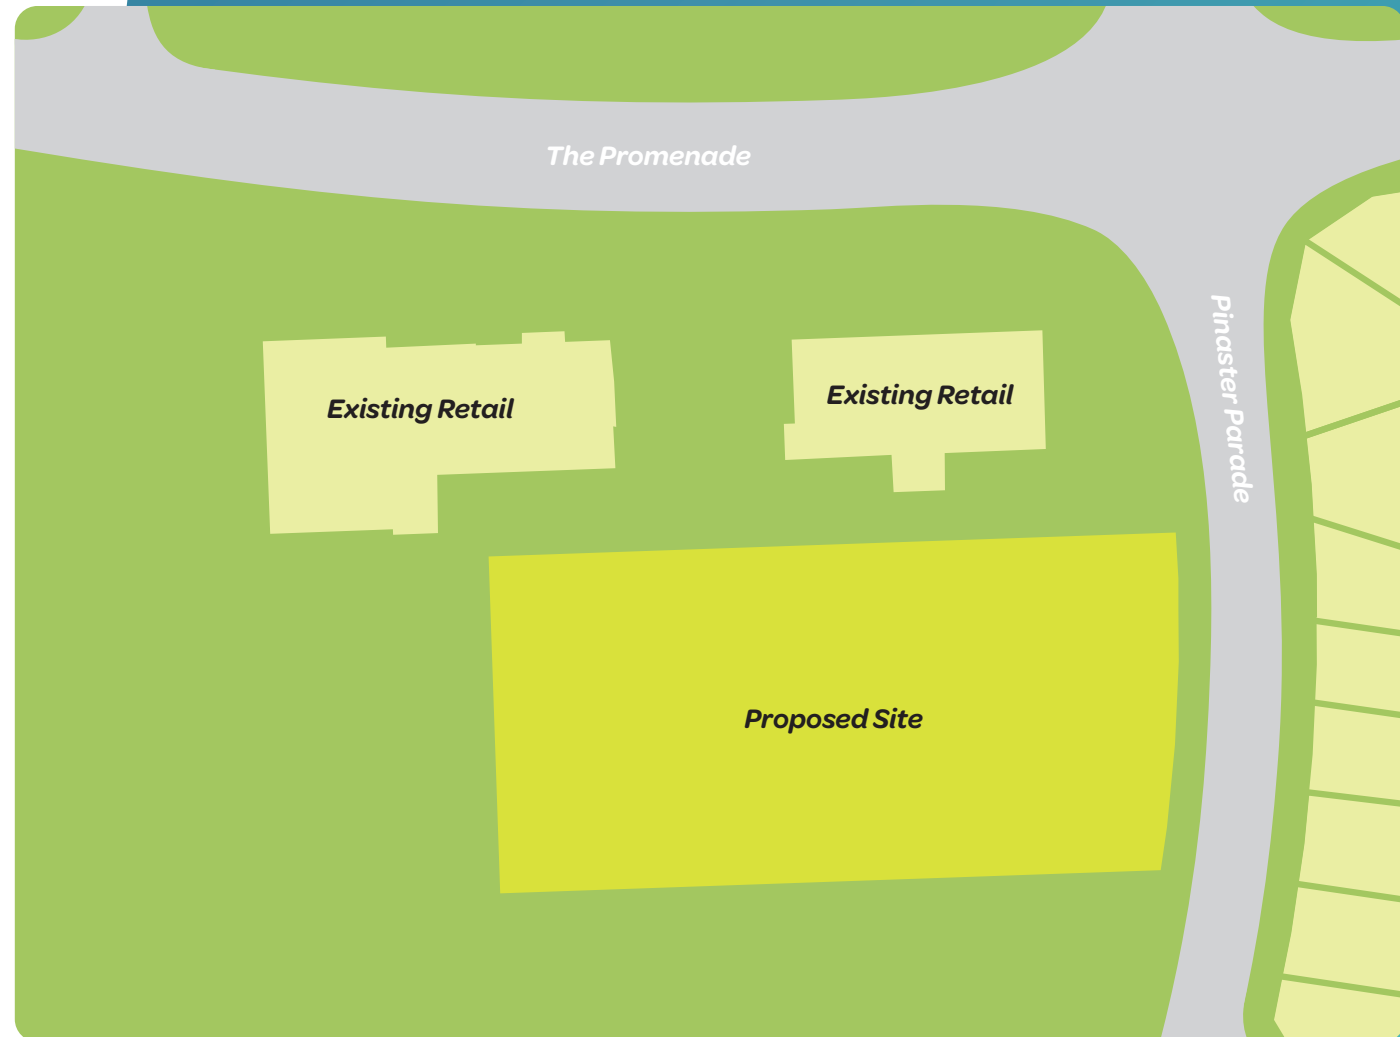 The Promenade
Existing Retail
Existing Retail
Pinaster Parade
Proposed Site